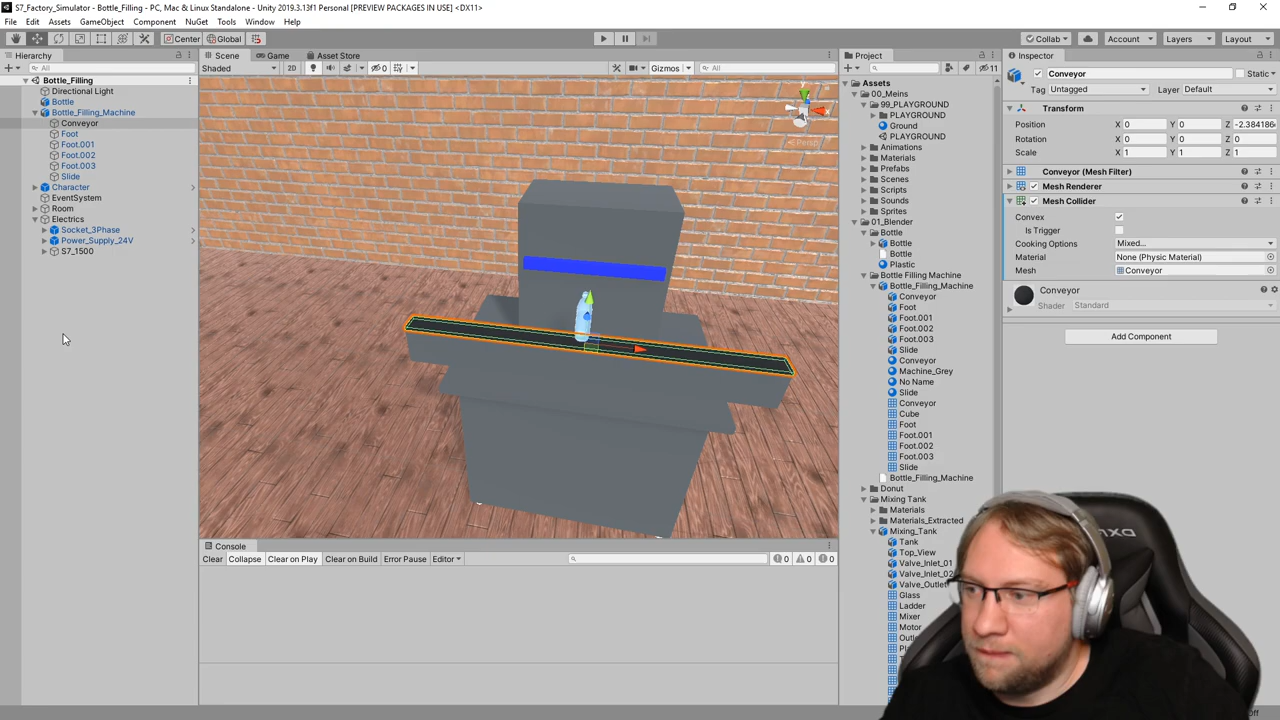 S7_Factory_Simulator - Bottle_Filling - PC, Mac & Linux Standalone - Unity 2019.3.13f1 Personal [PREVIEW PACKAGES IN USE] <DX11>
File Edit Assets GameObject Component NuGet Tools Window Help
Center Global Collab Account Layers Layout
Hierarchy
All
Bottle_Filling
Directional Light
Bottle
Bottle_Filling_Machine
Conveyor
Foot
Foot.001
Foot.002
Foot.003
Slide
Character
EventSystem
Room
Electrics
Socket_3Phase
Power_Supply_24V
S7_1500
Scene Game Asset Store
Shaded 2D 0 Gizmos All
Persp
Console
Clear Collapse Clear on Play Clear on Build Error Pause Editor 0 0 0
Project
11
Assets
00_Meins
99_PLAYGROUND
PLAYGROUND
Ground
PLAYGROUND
Animations
Materials
Prefabs
Scenes
Scripts
Sounds
Sprites
01_Blender
Bottle
Bottle
Bottle
Plastic
Bottle Filling Machine
Bottle_Filling_Machine
Conveyor
Foot
Foot.001
Foot.002
Foot.003
Slide
Conveyor
Machine_Grey
No Name
Slide
Conveyor
Cube
Foot
Foot.001
Foot.002
Foot.003
Slide
Bottle_Filling_Machine
Donut
Mixing Tank
Materials
Materials_Extracted
Mixing_Tank
Tank
Top_View
Valve_Inlet_01
Valve_Inlet_02
Valve_Outlet
Glass
Ladder
Mixer
Motor
Inspector
Conveyor Static
Tag Untagged Layer Default
Transform
Position X 0 Y 0 Z -2.384186
Rotation X 0 Y 0 Z 0
Scale X 1 Y 1 Z 1
Conveyor (Mesh Filter)
Mesh Renderer
Mesh Collider
Convex
Is Trigger
Cooking Options Mixed...
Material None (Physic Material)
Mesh Conveyor
Conveyor
Shader Standard
Add Component